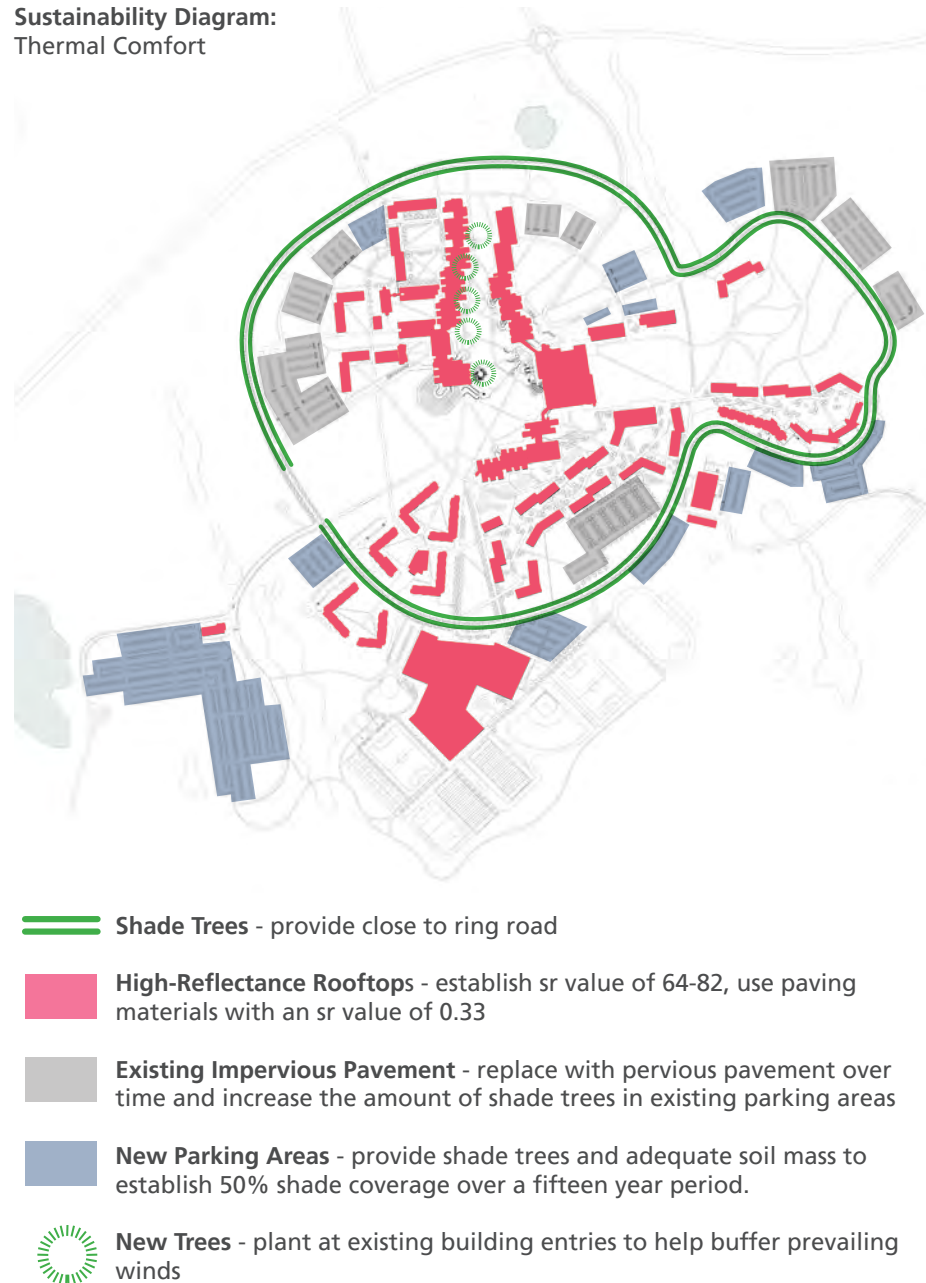 Sustainability Diagram:
Thermal Comfort
Shade Trees - provide close to ring road
High-Reflectance Rooftops - establish sr value of 64-82, use paving
materials with an sr value of 0.33
Existing Impervious Pavement - replace with pervious pavement over
time and increase the amount of shade trees in existing parking areas
New Parking Areas - provide shade trees and adequate soil mass to
establish 50% shade coverage over a fifteen year period.
New Trees - plant at existing building entries to help buffer prevailing
winds